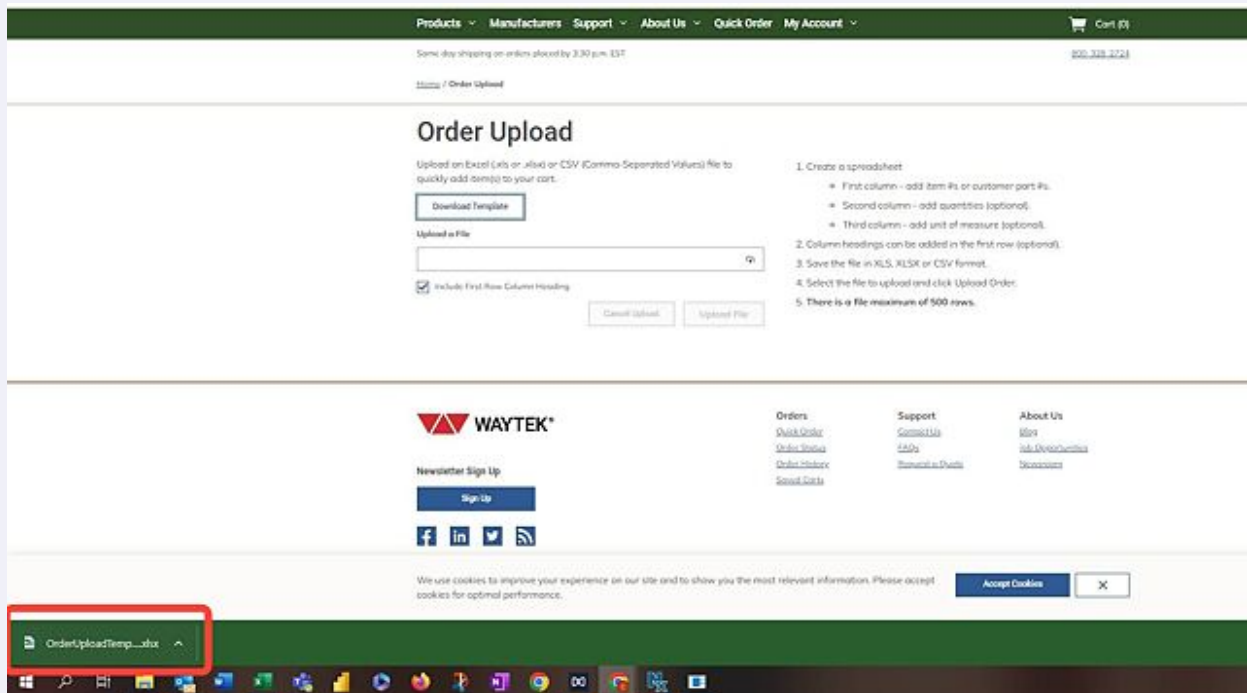 Products Manufacturers Support About Us Quick Order My Account Cart (0)
Same day shipping on orders placed by 3:30 p.m. EST 800-328-2724
Home / Order Upload
Order Upload
Upload an Excel (.xls or .xlsx) or CSV (Comma-Separated Values) file to
quickly add item(s) to your cart.
Download Template
Upload a File
Include First Row Column Heading
Cancel Upload Upload File
1. Create a spreadsheet
First column - add item #s or customer part #s.
Second column - add quantities (optional).
Third column - add unit of measure (optional).
2. Column headings can be added in the first row (optional).
3. Save the file in XLS, XLSX or CSV format.
4. Select the file to upload and click Upload Order.
5. There is a file maximum of 500 rows.
WAYTEK®
Newsletter Sign Up
Sign Up
Orders
Quick Order
Order Status
Order History
Saved Carts
Support
Contact Us
FAQs
Request a Quote
About Us
Blog
Job Opportunities
Newsroom
We use cookies to improve your experience on our site and to show you the most relevant information. Please accept
cookies for optimal performance.
Accept Cookies
OrderUploadTemp....xlsx